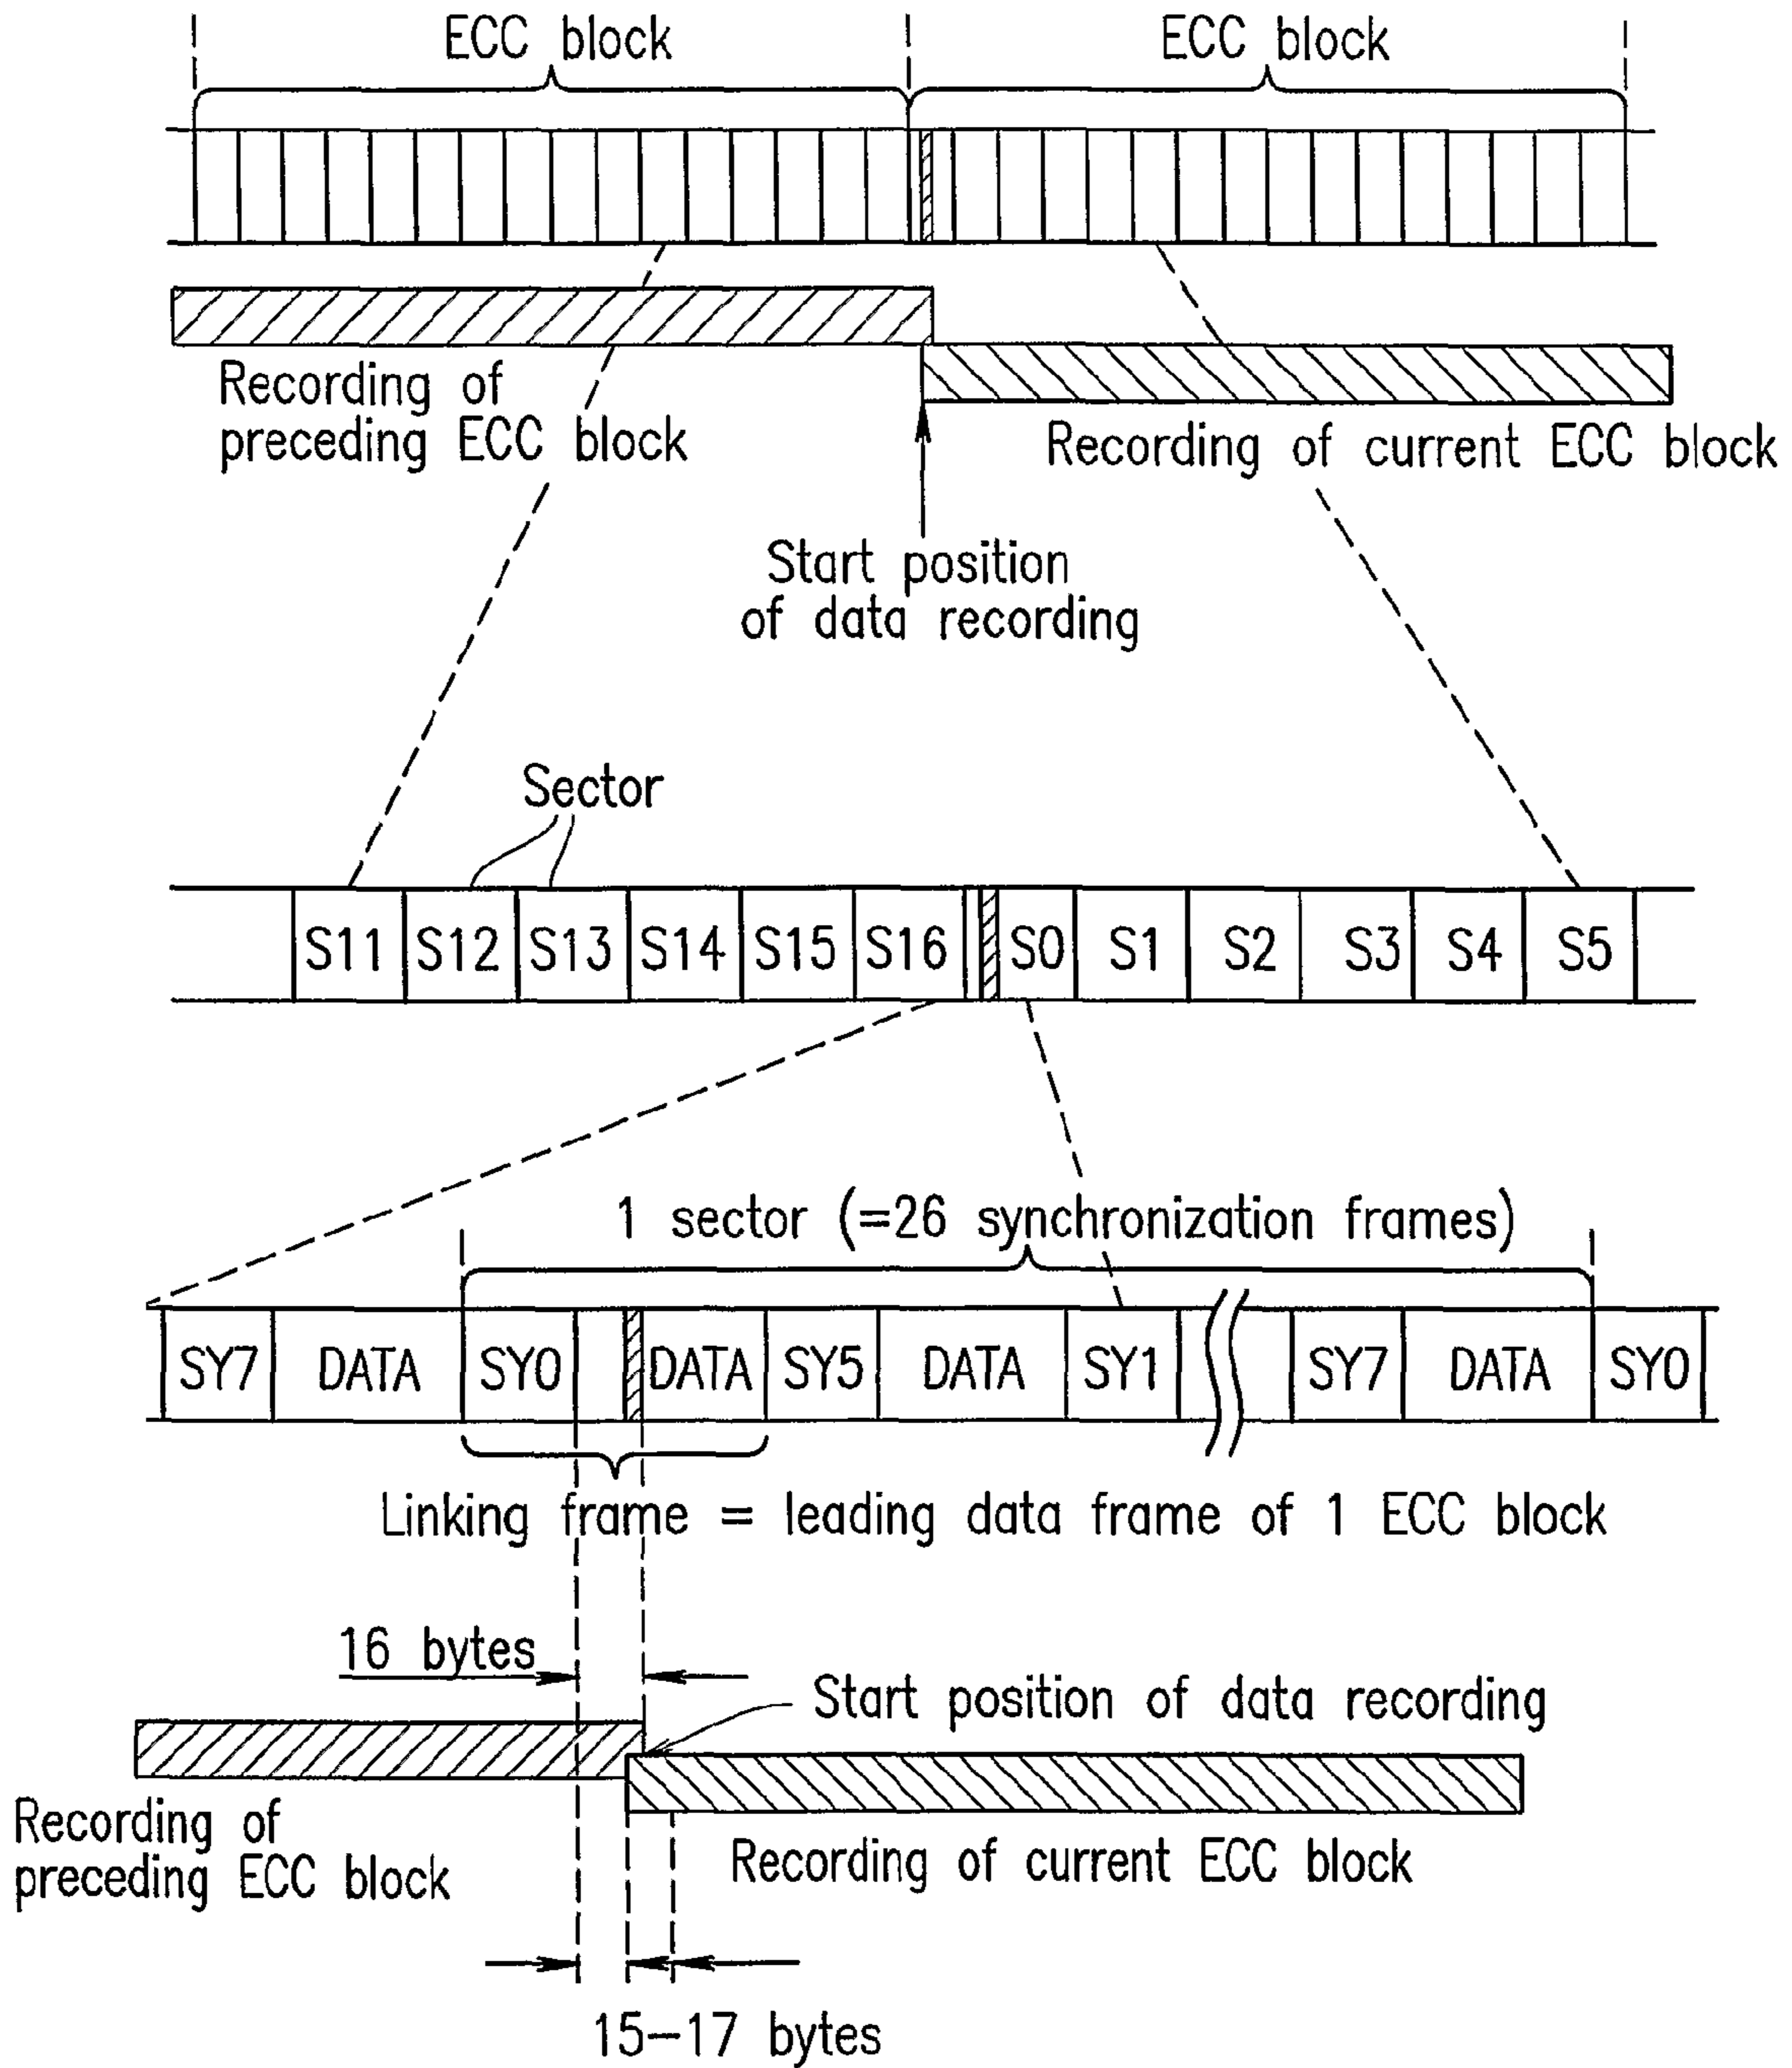 ECC block ECC block
Recording of
preceding ECC block
Recording of current ECC block
Start position
of data recording
Sector
S11 S12 S13 S14 S15 S16 S0 S1 S2 S3 S4 S5
1 sector (=26 synchronization frames)
SY7 DATA SY0 DATA SY5 DATA SY1 SY7 DATA SY0
Linking frame = leading data frame of 1 ECC block
16 bytes
Start position of data recording
Recording of
preceding ECC block
Recording of current ECC block
15-17 bytes